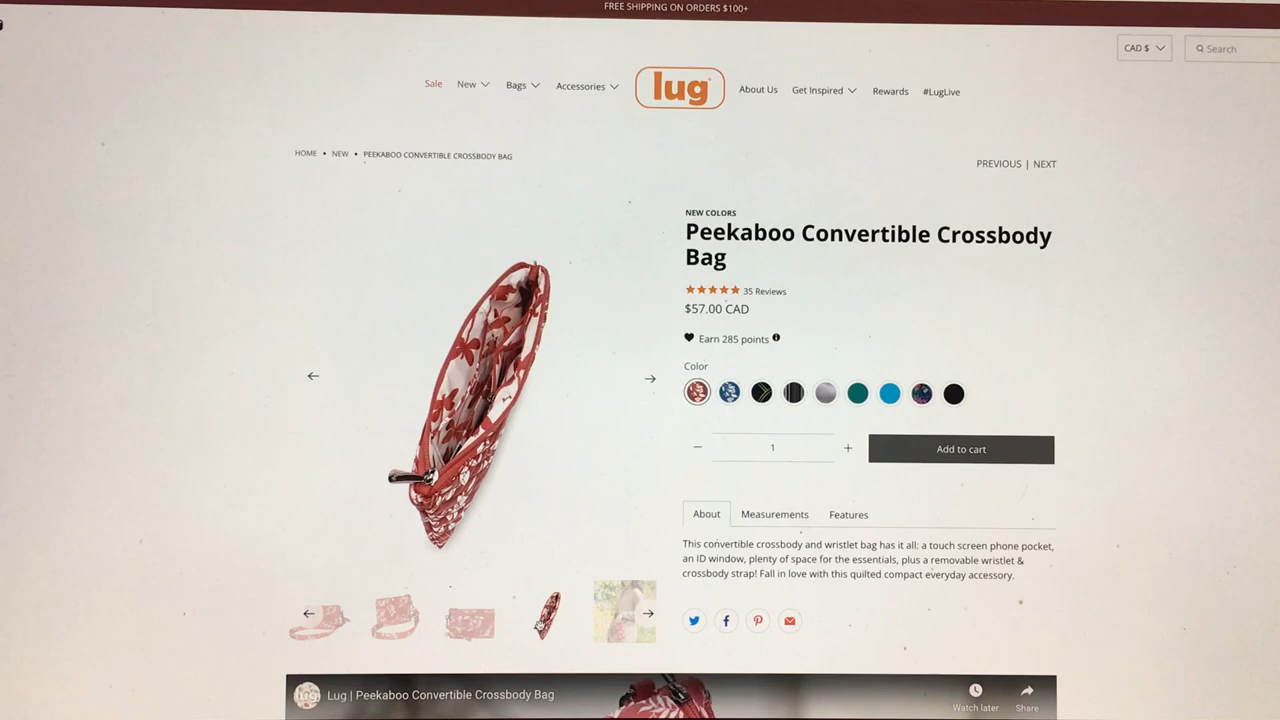 FREE SHIPPING ON ORDERS $100+
CAD $
Search
Sale
New
Bags
Accessories
lug
About Us
Get Inspired
Rewards
#LugLive
HOME • NEW • PEEKABOO CONVERTIBLE CROSSBODY BAG
PREVIOUS | NEXT
NEW COLORS
Peekaboo Convertible Crossbody
Bag
35 Reviews
$57.00 CAD
Earn 285 points
Color
1
Add to cart
About
Measurements
Features
This convertible crossbody and wristlet bag has it all: a touch screen phone pocket,
an ID window, plenty of space for the essentials, plus a removable wristlet &
crossbody strap! Fall in love with this quilted compact everyday accessory.
lug
Lug | Peekaboo Convertible Crossbody Bag
Watch later
Share